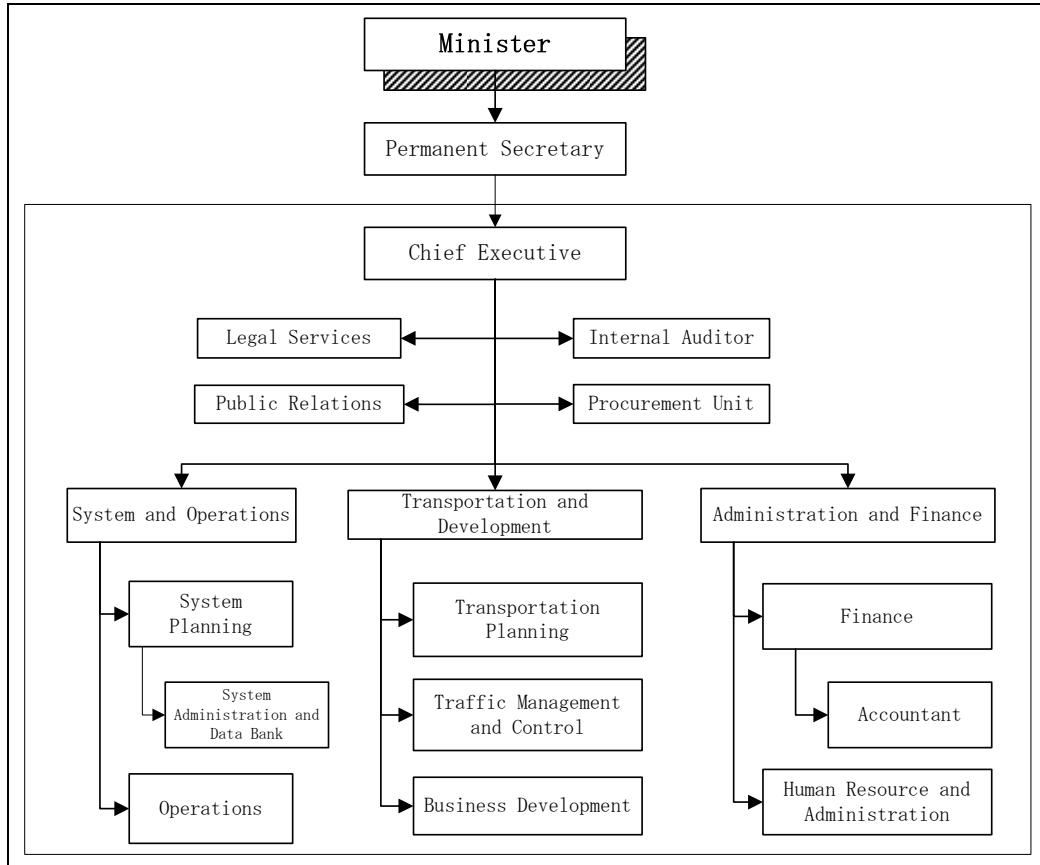 Minister
Permanent Secretary
Chief Executive
Legal Services
Internal Auditor
Public Relations
Procurement Unit
System and Operations
Transportation and
Development
Administration and Finance
System
Planning
Transportation
Planning
Finance
System
Administration and
Data Bank
Traffic Management
and Control
Accountant
Operations
Business Development
Human Resource and
Administration